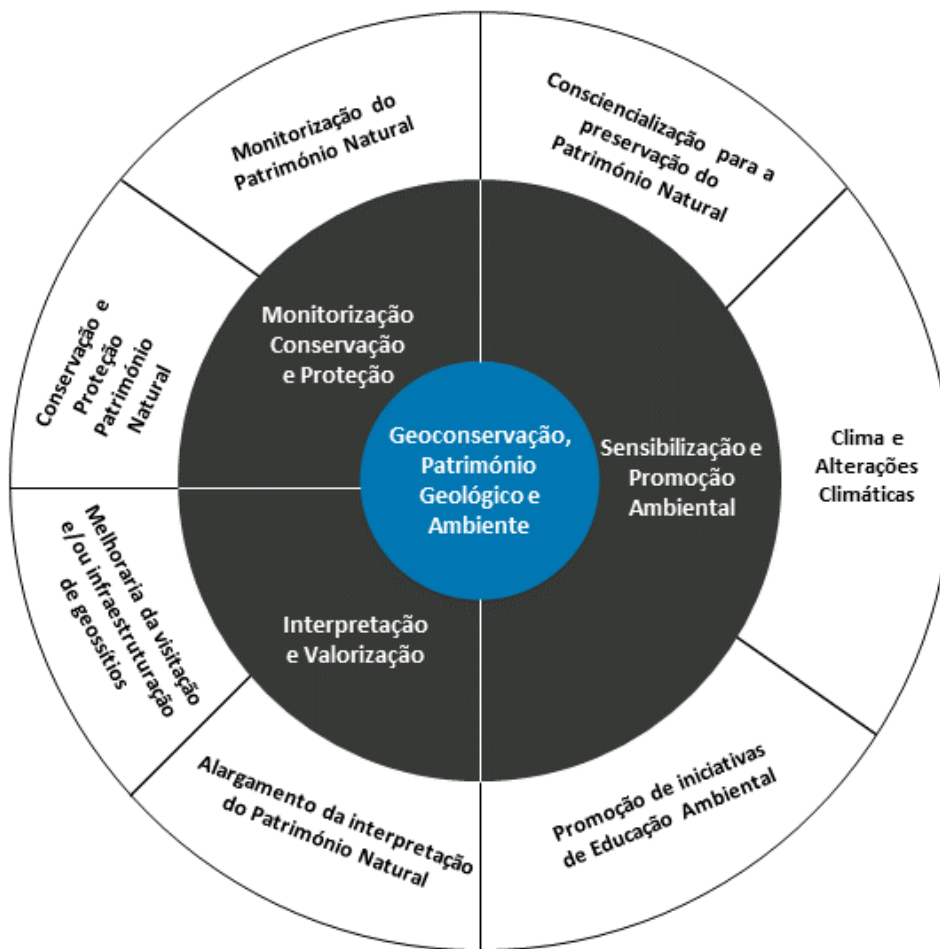 Monitorização do
Património Natural
Consciencialização para a
preservação do
Património Natural
Conservação e
Proteção
Património
Natural
Monitorização
Conservação
e Proteção
Geoconservação,
Património
Geológico e
Ambiente
Sensibilização e
Promoção
Ambiental
Clima e
Alterações
Climáticas
Melhoraria da visitação
e/ou infraestruturação
de geossítios
Interpretação
e Valorização
Alargamento da interpretação
do Património Natural
Promoção de iniciativas
de Educação Ambiental